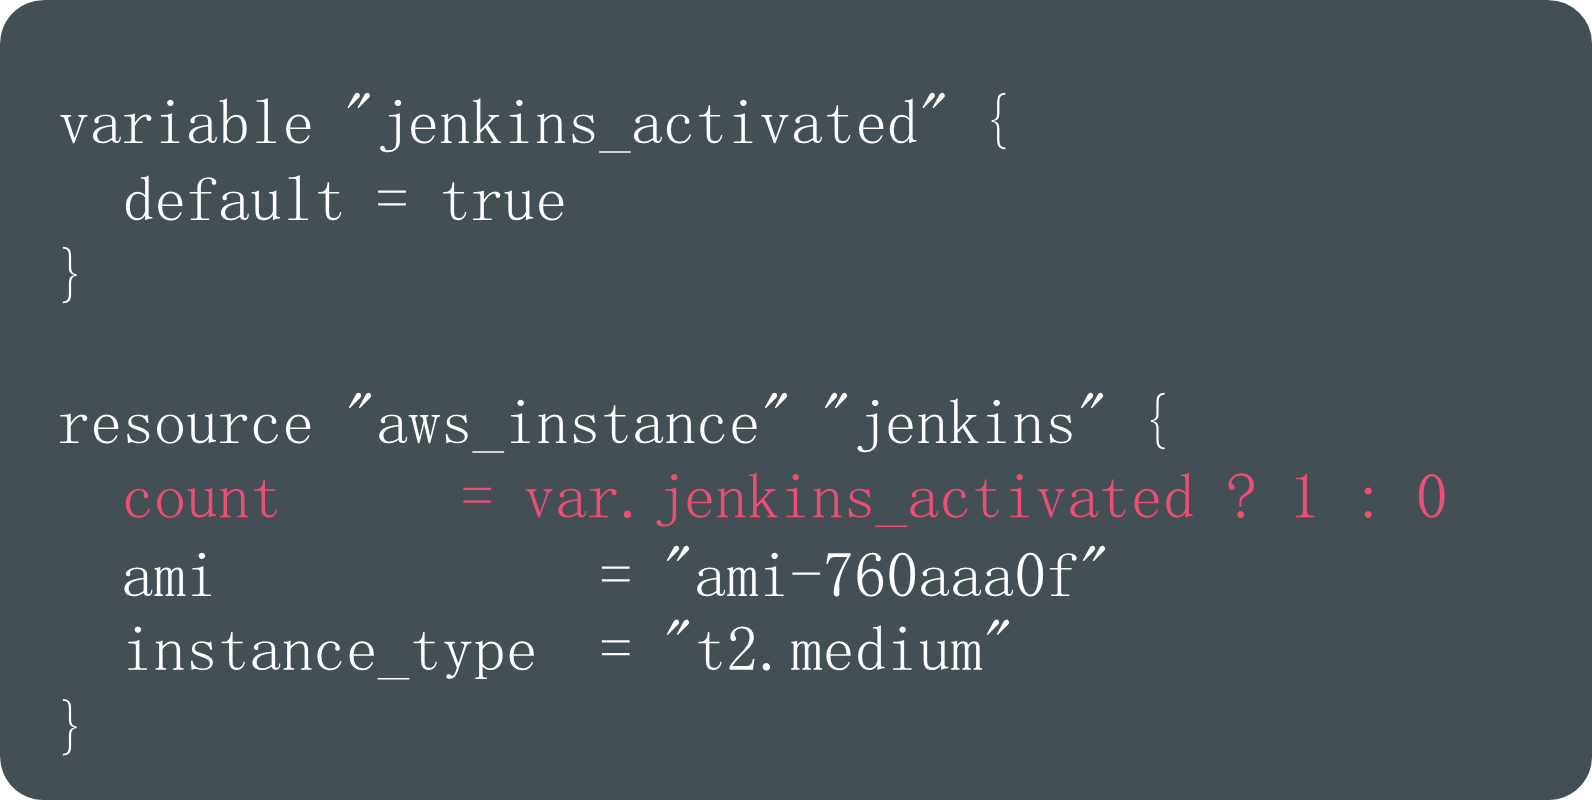 variable "jenkins_activated" {
  default = true
}

resource "aws_instance" "jenkins" {
  count      = var.jenkins_activated ? 1 : 0
  ami            = "ami-760aaa0f"
  instance_type  = "t2.medium"
}